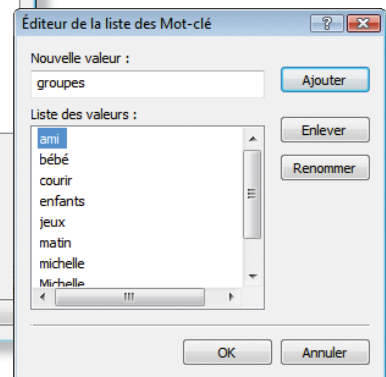 Éditeur de la liste des Mot-clé
Nouvelle valeur :
groupes
Ajouter
Liste des valeurs :
Enlever
Renommer
ami
bébé
courir
enfants
jeux
matin
michelle
Michelle
OK
Annuler